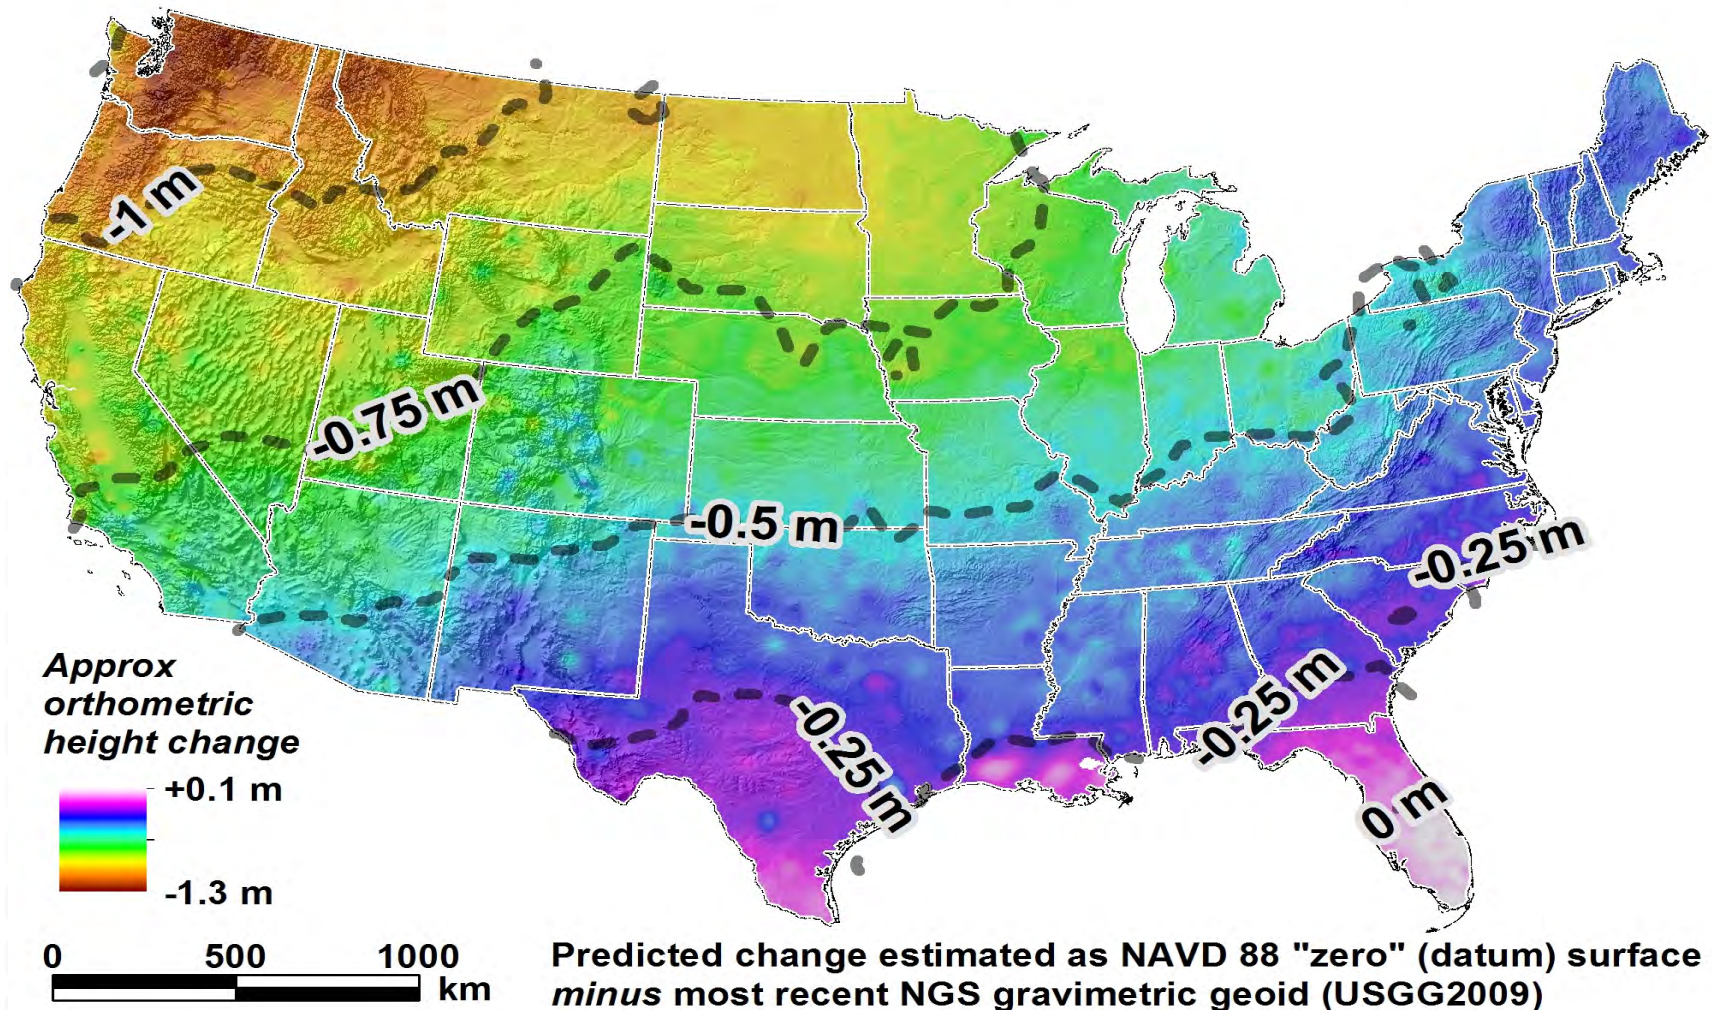 -1 m
-0.75 m
-0.5 m
-0.25 m
-0.25 m
-0.25 m
0 m
Approx
orthometric
height change
+0.1 m
-1.3 m
0 500 1000
km
Predicted change estimated as NAVD 88 "zero" (datum) surface
minus most recent NGS gravimetric geoid (USGG2009)